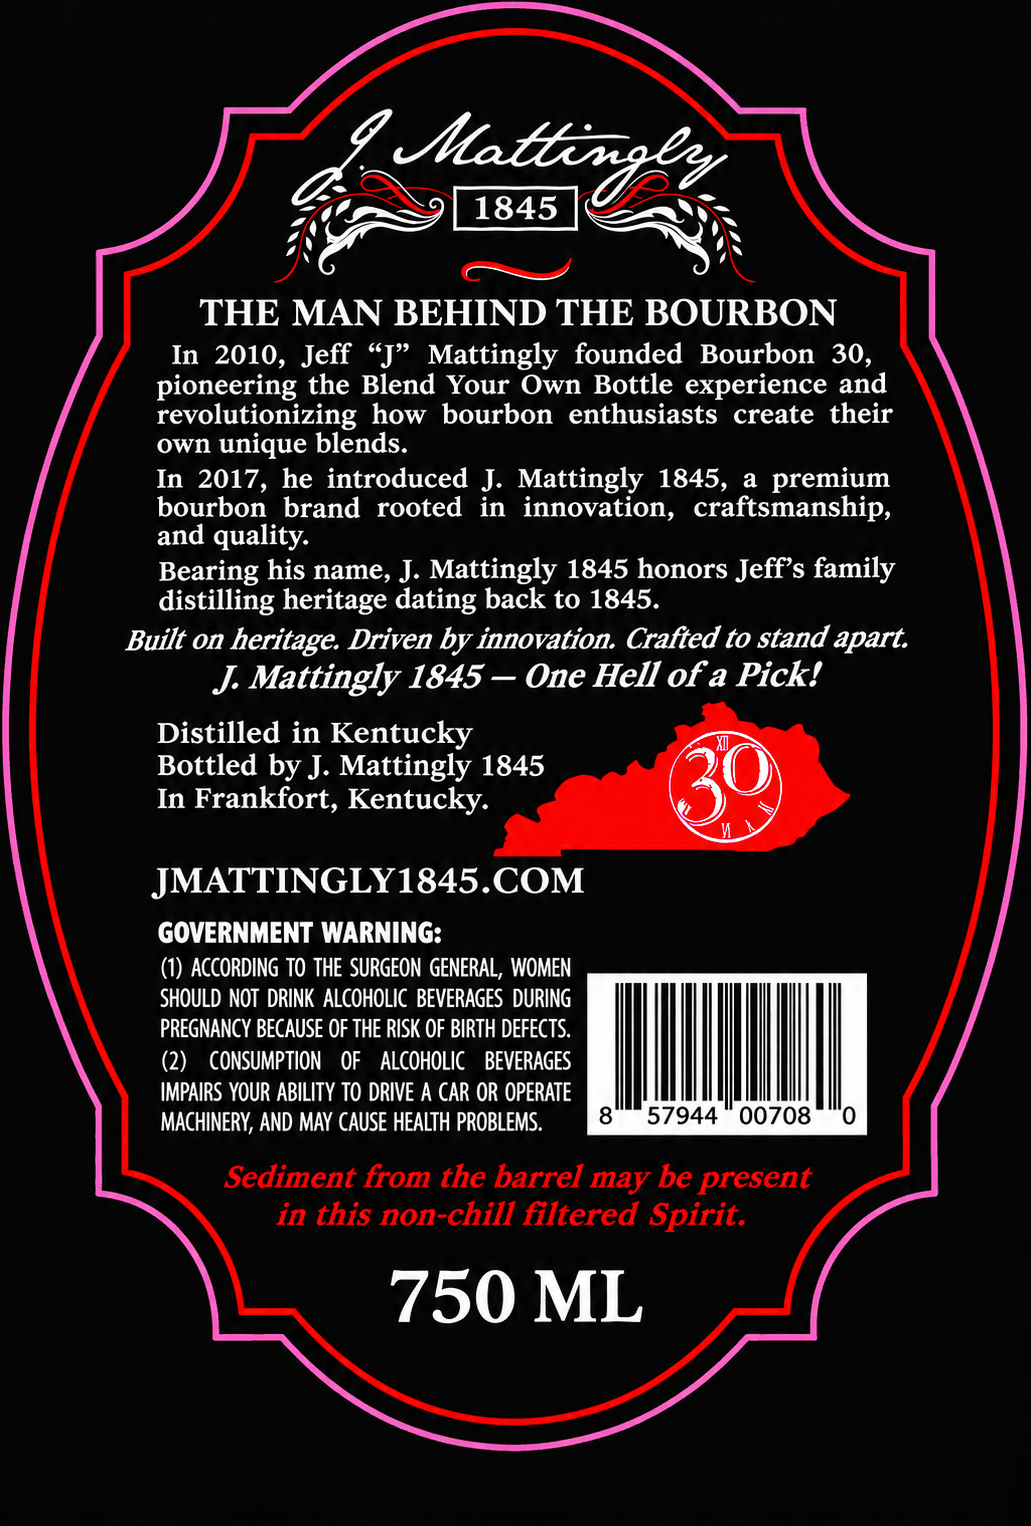 J. Mattingly
1845
THE MAN BEHIND THE BOURBON
In 2010, Jeff “J” Mattingly founded Bourbon 30,
pioneering the Blend Your Own Bottle experience and
revolutionizing how bourbon enthusiasts create their
own unique blends.
In 2017, he introduced J. Mattingly 1845, a premium
bourbon brand rooted in innovation, craftsmanship,
and quality.
Bearing his name, J. Mattingly 1845 honors Jeff’s family
distilling heritage dating back to 1845.
Built on heritage. Driven by innovation. Crafted to stand apart.
J. Mattingly 1845 – One Hell of a Pick!
Distilled in Kentucky
Bottled by J. Mattingly 1845
In Frankfort, Kentucky.
XII
30
VI
JMATTINGLY1845.COM
GOVERNMENT WARNING:
(1) ACCORDING TO THE SURGEON GENERAL, WOMEN
SHOULD NOT DRINK ALCOHOLIC BEVERAGES DURING
PREGNANCY BECAUSE OF THE RISK OF BIRTH DEFECTS.
(2) CONSUMPTION OF ALCOHOLIC BEVERAGES
IMPAIRS YOUR ABILITY TO DRIVE A CAR OR OPERATE
MACHINERY, AND MAY CAUSE HEALTH PROBLEMS.
8 57944 00708 0
Sediment from the barrel may be present
in this non-chill filtered Spirit.
750 ML